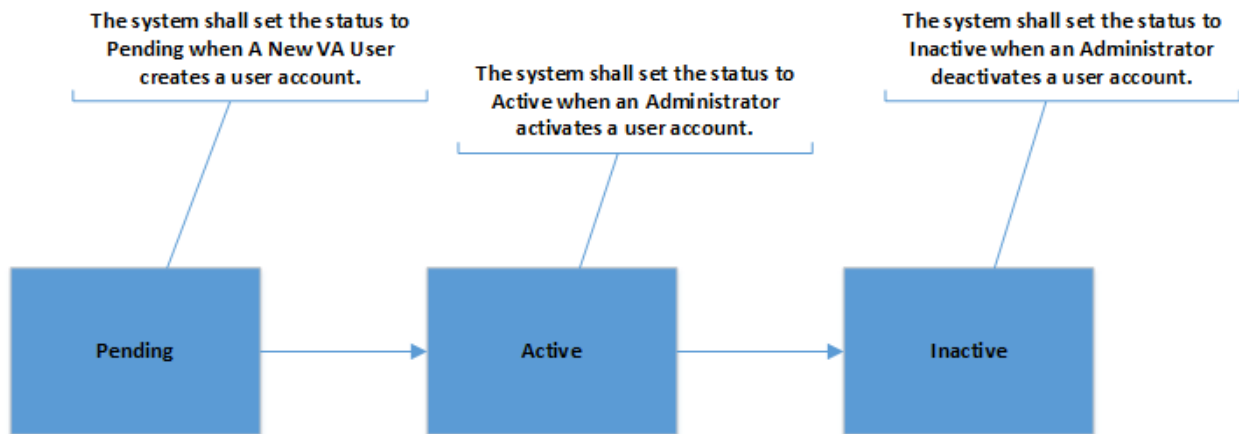 The system shall set the status to
Pending when A New VA User
creates a user account.
The system shall set the status to
Active when an Administrator
activates a user account.
The system shall set the status to
Inactive when an Administrator
deactivates a user account.
Pending
Active
Inactive